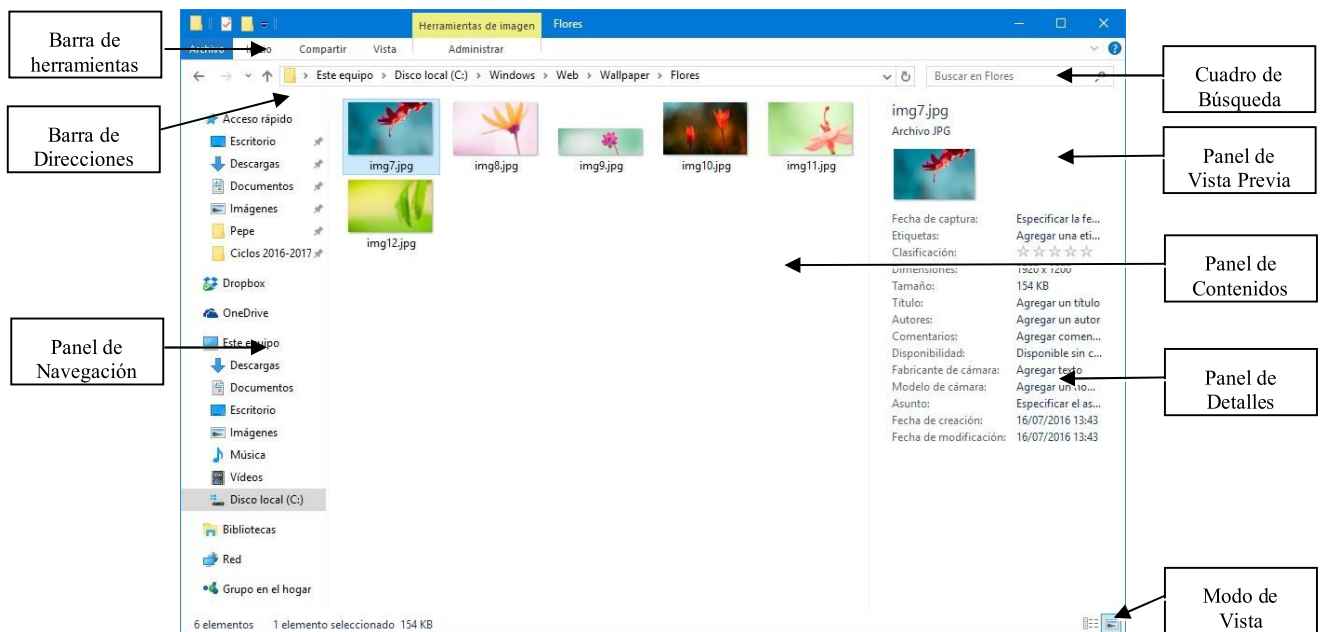 Herramientas de imagen
Flores
Archivo Inicio Compartir Vista Administrar
Este equipo > Disco local (C:) > Windows > Web > Wallpaper > Flores
Buscar en Flores
Barra de
herramientas
Barra de
Direcciones
Panel de
Navegación
Acceso rápido
Escritorio
Descargas
Documentos
Imágenes
Pepe
Ciclos 2016-2017
Dropbox
OneDrive
Este equipo
Descargas
Documentos
Escritorio
Imágenes
Música
Vídeos
Disco local (C:)
Bibliotecas
Red
Grupo en el hogar
img7.jpg img8.jpg img9.jpg img10.jpg img11.jpg
img12.jpg
img7.jpg
Archivo JPG
Fecha de captura: Especificar la fe...
Etiquetas: Agregar una eti...
Clasificación:
Dimensiones: 1920 x 1200
Tamaño: 154 KB
Título: Agregar un título
Autores: Agregar un autor
Comentarios: Agregar comen...
Disponibilidad: Disponible sin c...
Fabricante de cámara: Agregar texto
Modelo de cámara: Agregar un no...
Asunto: Especificar el as...
Fecha de creación: 16/07/2016 13:43
Fecha de modificación: 16/07/2016 13:43
Cuadro de
Búsqueda
Panel de
Vista Previa
Panel de
Contenidos
Panel de
Detalles
Modo de
Vista
6 elementos 1 elemento seleccionado 154 KB